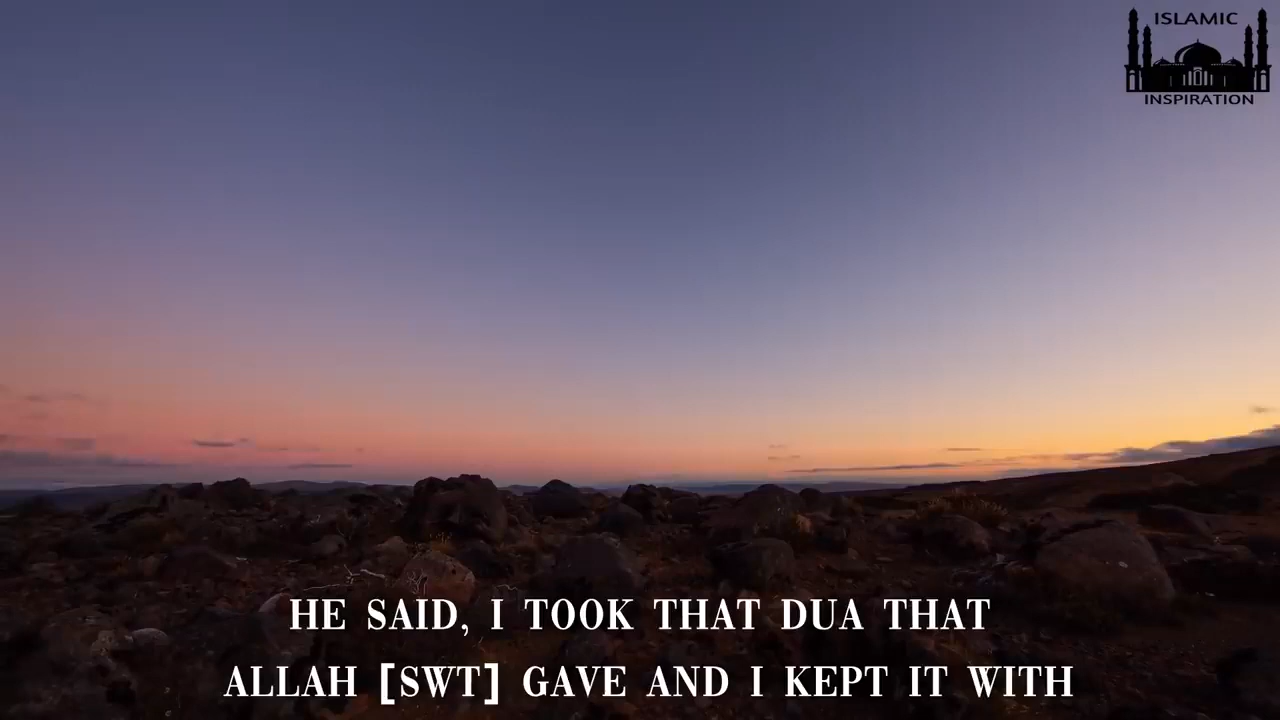 ISLAMIC
INSPIRATION
HE SAID, I TOOK THAT DUA THAT
ALLAH [SWT] GAVE AND I KEPT IT WITH